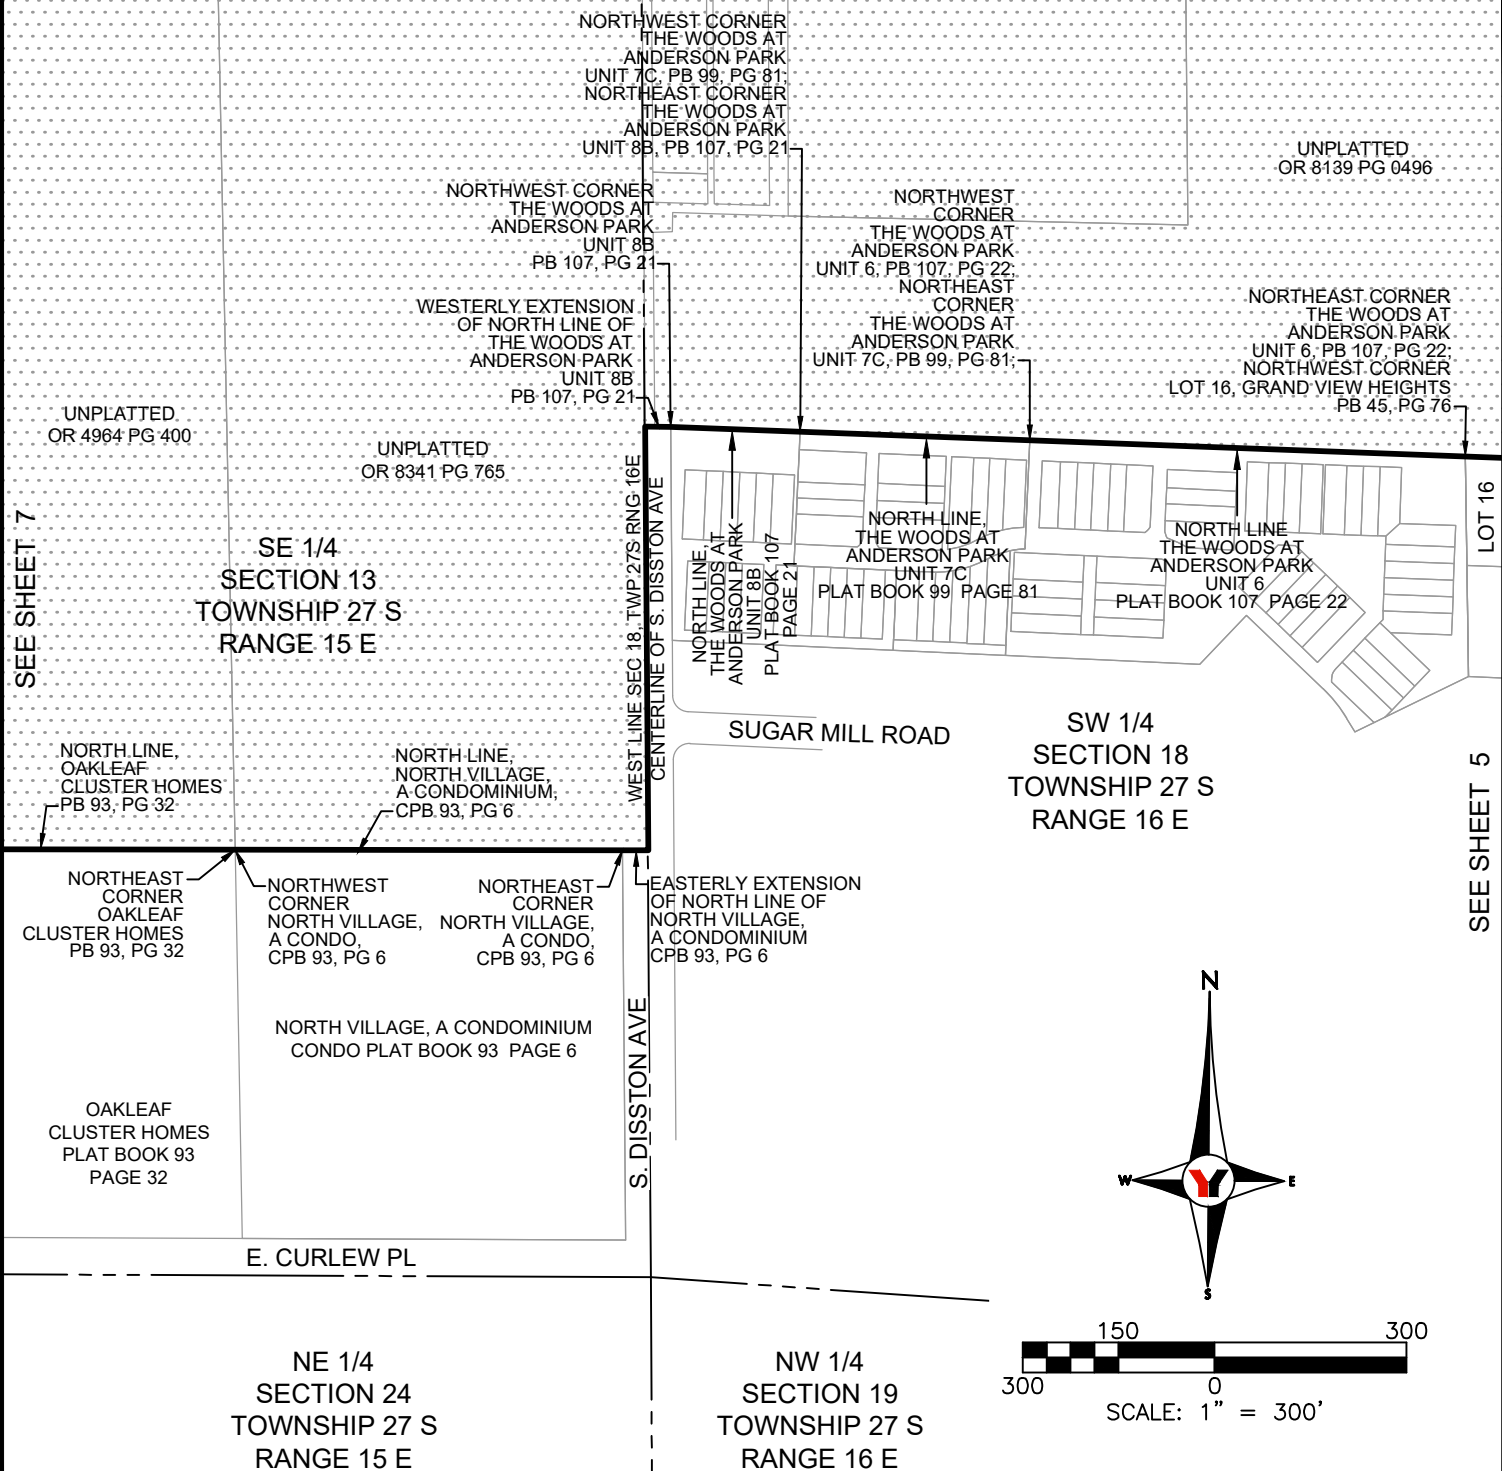 NORTHWEST CORNER
THE WOODS AT
ANDERSON PARK
UNIT 7C, PB 99, PG 81;
NORTHEAST CORNER
THE WOODS AT
ANDERSON PARK
UNIT 8B, PB 107, PG 21
UNPLATTED
OR 8139 PG 0496
NORTHWEST CORNER
THE WOODS AT
ANDERSON PARK
UNIT 8B
PB 107, PG 21
NORTHWEST
CORNER
THE WOODS AT
ANDERSON PARK
UNIT 6, PB 107, PG 22;
NORTHEAST
CORNER
THE WOODS AT
ANDERSON PARK
UNIT 7C, PB 99, PG 81;
WESTERLY EXTENSION
OF NORTH LINE OF
THE WOODS AT
ANDERSON PARK
UNIT 8B
PB 107, PG 21
NORTHEAST CORNER
THE WOODS AT
ANDERSON PARK
UNIT 6, PB 107, PG 22;
NORTHWEST CORNER
LOT 16, GRAND VIEW HEIGHTS
PB 45, PG 76
UNPLATTED
OR 4964 PG 400
UNPLATTED
OR 8341 PG 765
SEE SHEET 7
SE 1/4
SECTION 13
TOWNSHIP 27 S
RANGE 15 E
WEST LINE SEC 18, TWP 27S RNG 16E
CENTERLINE OF S. DISSTON AVE
NORTH LINE,
THE WOODS AT
ANDERSON PARK
UNIT 8B
PLAT BOOK 107
PAGE 21
NORTH LINE,
THE WOODS AT
ANDERSON PARK
UNIT 7C
PLAT BOOK 99 PAGE 81
NORTH LINE
THE WOODS AT
ANDERSON PARK
UNIT 6
PLAT BOOK 107 PAGE 22
LOT 16
SUGAR MILL ROAD
SW 1/4
SECTION 18
TOWNSHIP 27 S
RANGE 16 E
SEE SHEET 5
NORTH LINE,
OAKLEAF
CLUSTER HOMES
PB 93, PG 32
NORTH LINE,
NORTH VILLAGE,
A CONDOMINIUM,
CPB 93, PG 6
NORTHEAST
CORNER
OAKLEAF
CLUSTER HOMES
PB 93, PG 32
NORTHWEST
CORNER
NORTH VILLAGE,
A CONDO,
CPB 93, PG 6
NORTHEAST
CORNER
NORTH VILLAGE,
A CONDO,
CPB 93, PG 6
EASTERLY EXTENSION
OF NORTH LINE OF
NORTH VILLAGE,
A CONDOMINIUM
CPB 93, PG 6
NORTH VILLAGE, A CONDOMINIUM
CONDO PLAT BOOK 93 PAGE 6
S. DISSTON AVE
OAKLEAF
CLUSTER HOMES
PLAT BOOK 93
PAGE 32
E. CURLEW PL
N
W
E
S
NE 1/4
SECTION 24
TOWNSHIP 27 S
RANGE 15 E
NW 1/4
SECTION 19
TOWNSHIP 27 S
RANGE 16 E
150 300
300 0
SCALE: 1" = 300'